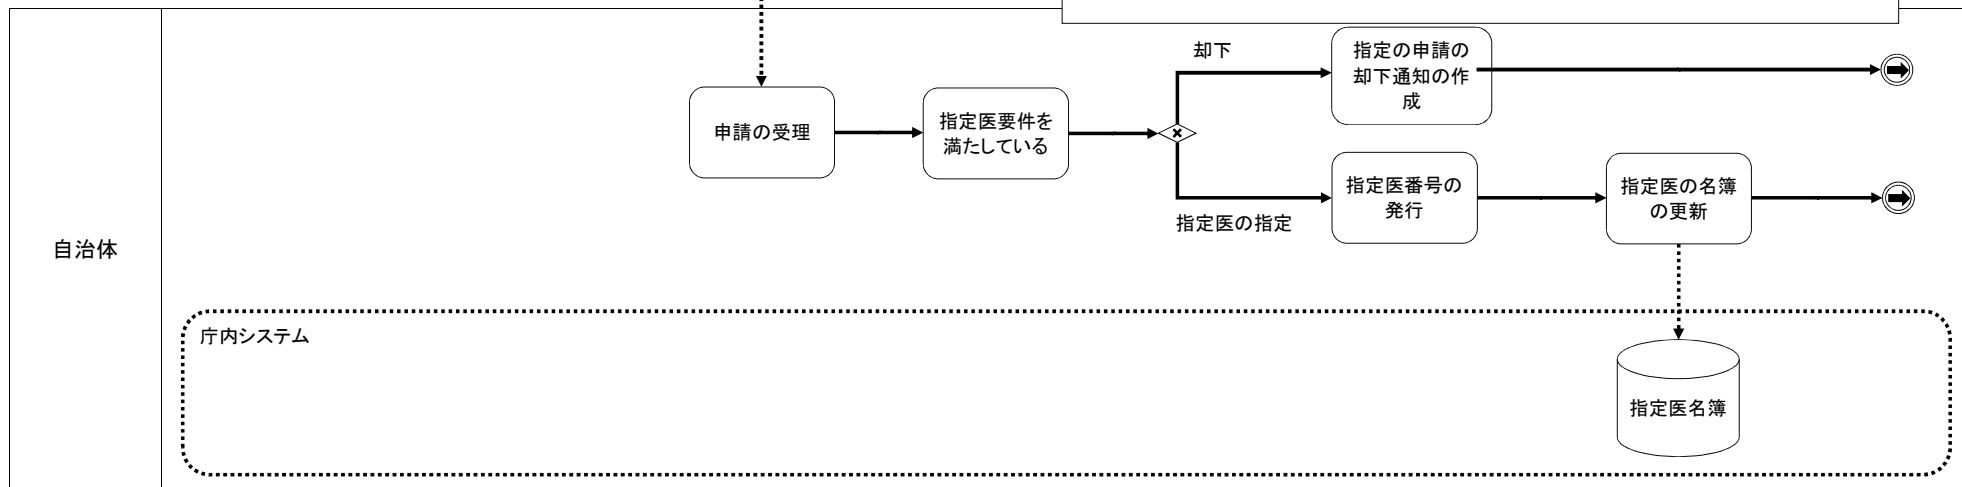 自治体
申請の受理
指定医要件を
満たしている
却下
指定の申請の
却下通知の作
成
指定医の指定
指定医番号の
発行
指定医の名簿
の更新
庁内システム
指定医名簿